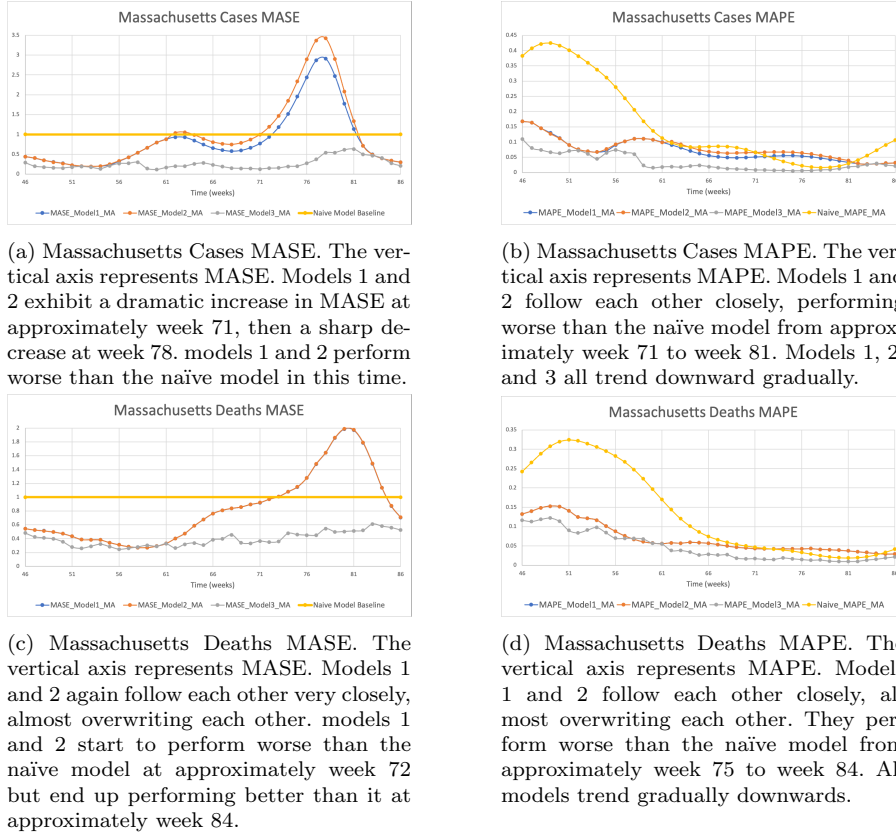 Massachusetts Cases MASE
3.5
3
2.5
2
1.5
1
0.5
0
46 51 56 61 66 71 76 81 86
Time (weeks)
MASE_Model1_MA MASE_Model2_MA MASE_Model3_MA Naive Model Baseline
(a) Massachusetts Cases MASE. The ver-
tical axis represents MASE. Models 1 and
2 exhibit a dramatic increase in MASE at
approximately week 71, then a sharp de-
crease at week 78. models 1 and 2 perform
worse than the naïve model in this time.
Massachusetts Cases MAPE
0.45
0.4
0.35
0.3
0.25
0.2
0.15
0.1
0.05
0
46 51 56 61 66 71 76 81 86
Time (weeks)
MAPE_Model1_MA MAPE_Model2_MA MAPE_Model3_MA Naive_MAPE_MA
(b) Massachusetts Cases MAPE. The ver
tical axis represents MAPE. Models 1 and
2 follow each other closely, performing
worse than the naïve model from approx
imately week 71 to week 81. Models 1, 2
and 3 all trend downward gradually.
Massachusetts Deaths MASE
2
1.8
1.6
1.4
1.2
1
0.8
0.6
0.4
0.2
0
46 51 56 61 66 71 76 81 86
Time (weeks)
MASE_Model1_MA MASE_Model2_MA MASE_Model3_MA Naive Model Baseline
(c) Massachusetts Deaths MASE. The
vertical axis represents MASE. Models 1
and 2 again follow each other very closely,
almost overwriting each other. models 1
and 2 start to perform worse than the
naïve model at approximately week 72
but end up performing better than it at
approximately week 84.
Massachusetts Deaths MAPE
0.35
0.3
0.25
0.2
0.15
0.1
0.05
0
46 51 56 61 66 71 76 81 86
Time (weeks)
MAPE_Model1_MA MAPE_Model2_MA MAPE_Model3_MA Naive_MAPE_MA
(d) Massachusetts Deaths MAPE. The
vertical axis represents MAPE. Model
1 and 2 follow each other closely, al
most overwriting each other. They per
form worse than the naïve model from
approximately week 75 to week 84. Al
models trend gradually downwards.